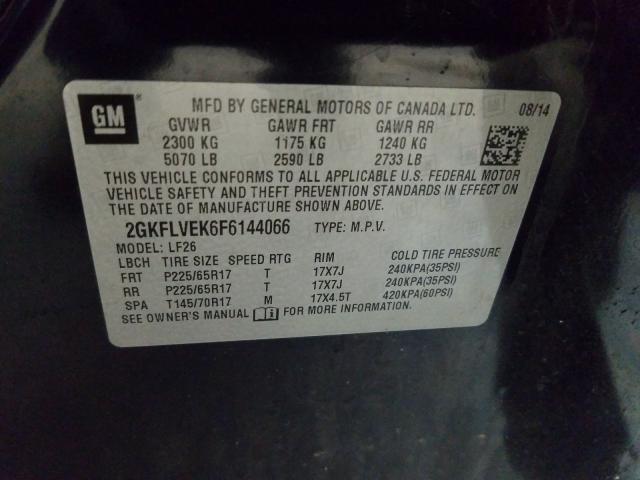 GM
MFD BY GENERAL MOTORS OF CANADA LTD. 08/14
GVWR GAWR FRT GAWR RR
2300 KG 1175 KG 1240 KG
5070 LB 2590 LB 2733 LB
THIS VEHICLE CONFORMS TO ALL APPLICABLE U.S. FEDERAL MOTOR
VEHICLE SAFETY AND THEFT PREVENTION STANDARDS IN EFFECT ON
THE DATE OF MANUFACTURE SHOWN ABOVE.
2GKFLVEK6F6144066 TYPE: M.P.V.
MODEL: LF26
LBCH TIRE SIZE SPEED RTG RIM COLD TIRE PRESSURE
FRT P225/65R17 T 17X7J 240KPA(35PSI)
RR P225/65R17 T 17X7J 240KPA(35PSI)
SPA T145/70R17 M 17X4.5T 420KPA(60PSI)
SEE OWNER'S MANUAL FOR MORE INFORMATION.